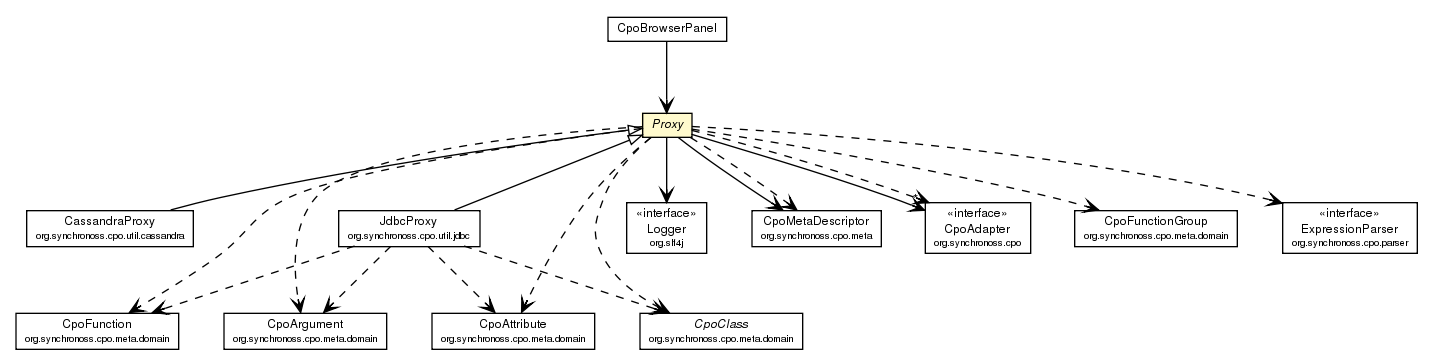 CpoBrowserPanel
Proxy
CassandraProxy
org.synchronoss.cpo.util.cassandra
JdbcProxy
org.synchronoss.cpo.util.jdbc
«interface»
Logger
org.slf4j
CpoMetaDescriptor
org.synchronoss.cpo.meta
«interface»
CpoAdapter
org.synchronoss.cpo
CpoFunctionGroup
org.synchronoss.cpo.meta.domain
«interface»
ExpressionParser
org.synchronoss.cpo.parser
CpoFunction
org.synchronoss.cpo.meta.domain
CpoArgument
org.synchronoss.cpo.meta.domain
CpoAttribute
org.synchronoss.cpo.meta.domain
CpoClass
org.synchronoss.cpo.meta.domain